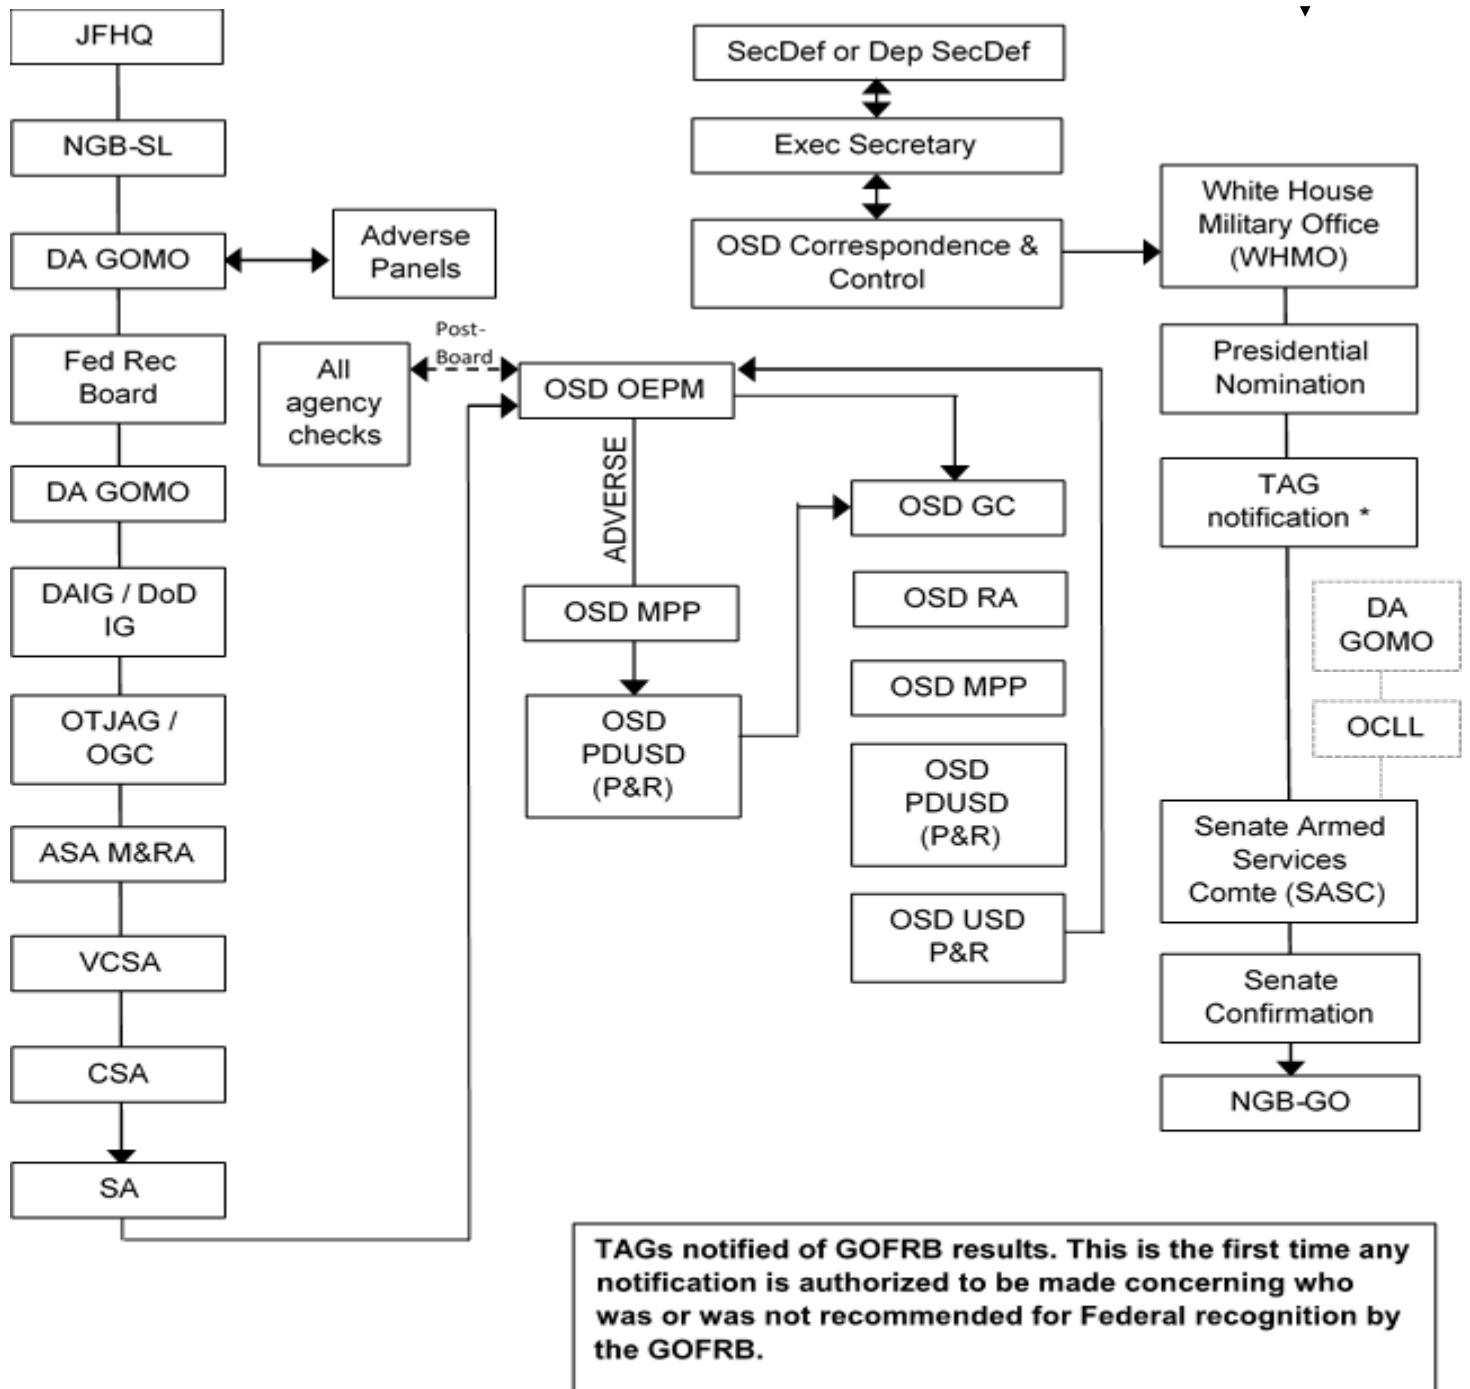 JFHQ
NGB-SL
DA GOMO
Adverse
Panels
Fed Rec
Board
DA GOMO
DAIG / DoD
IG
OTJAG /
OGC
ASA M&RA
VCSA
CSA
SA
All
agency
checks
Post-
Board
OSD OEPM
ADVERSE
OSD MPP
OSD
PDUSD
(P&R)
OSD GC
OSD RA
OSD MPP
OSD
PDUSD
(P&R)
OSD USD
P&R
SecDef or Dep SecDef
Exec Secretary
OSD Correspondence &
Control
White House
Military Office
(WHMO)
Presidential
Nomination
TAG
notification *
DA
GOMO
OCLL
Senate Armed
Services
Comte (SASC)
Senate
Confirmation
NGB-GO
TAGs notified of GOFRB results. This is the first time any
notification is authorized to be made concerning who
was or was not recommended for Federal recognition by
the GOFRB.